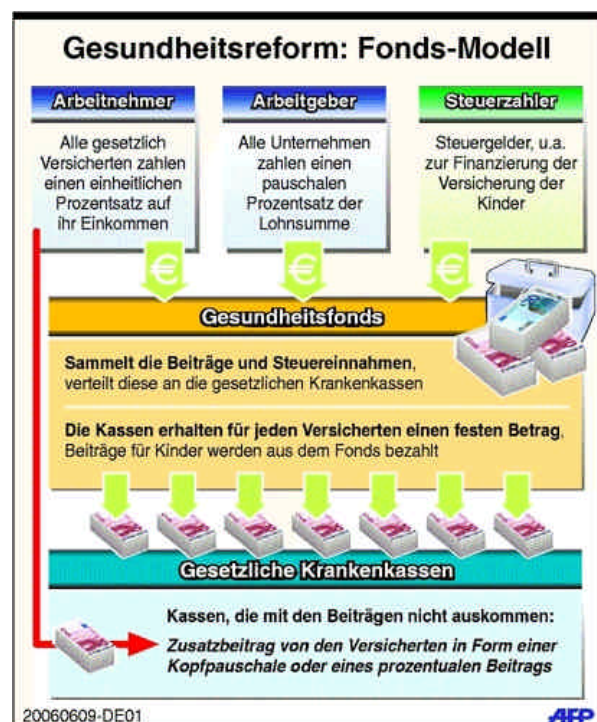 Gesundheitsreform: Fonds-Modell
Arbeitnehmer
Alle gesetzlich
Versicherten zahlen
einen einheitlichen
Prozentsatz auf
ihr Einkommen
Arbeitgeber
Alle Unternehmen
zahlen einen
pauschalen
Prozentsatz der
Lohnsumme
Steuerzahler
Steuergelder, u.a.
zur Finanzierung der
Versicherung der
Kinder
€
€
€
Gesundheitsfonds
Sammelt die Beiträge und Steuereinnahmen,
verteilt diese an die gesetzlichen Krankenkassen
Die Kassen erhalten für jeden Versicherten einen festen Betrag,
Beiträge für Kinder werden aus dem Fonds bezahlt
Gesetzliche Krankenkassen
Kassen, die mit den Beiträgen nicht auskommen:
Zusatzbeitrag von den Versicherten in Form einer
Kopfpauschale oder eines prozentualen Beitrags
20060609-DE01
AFP